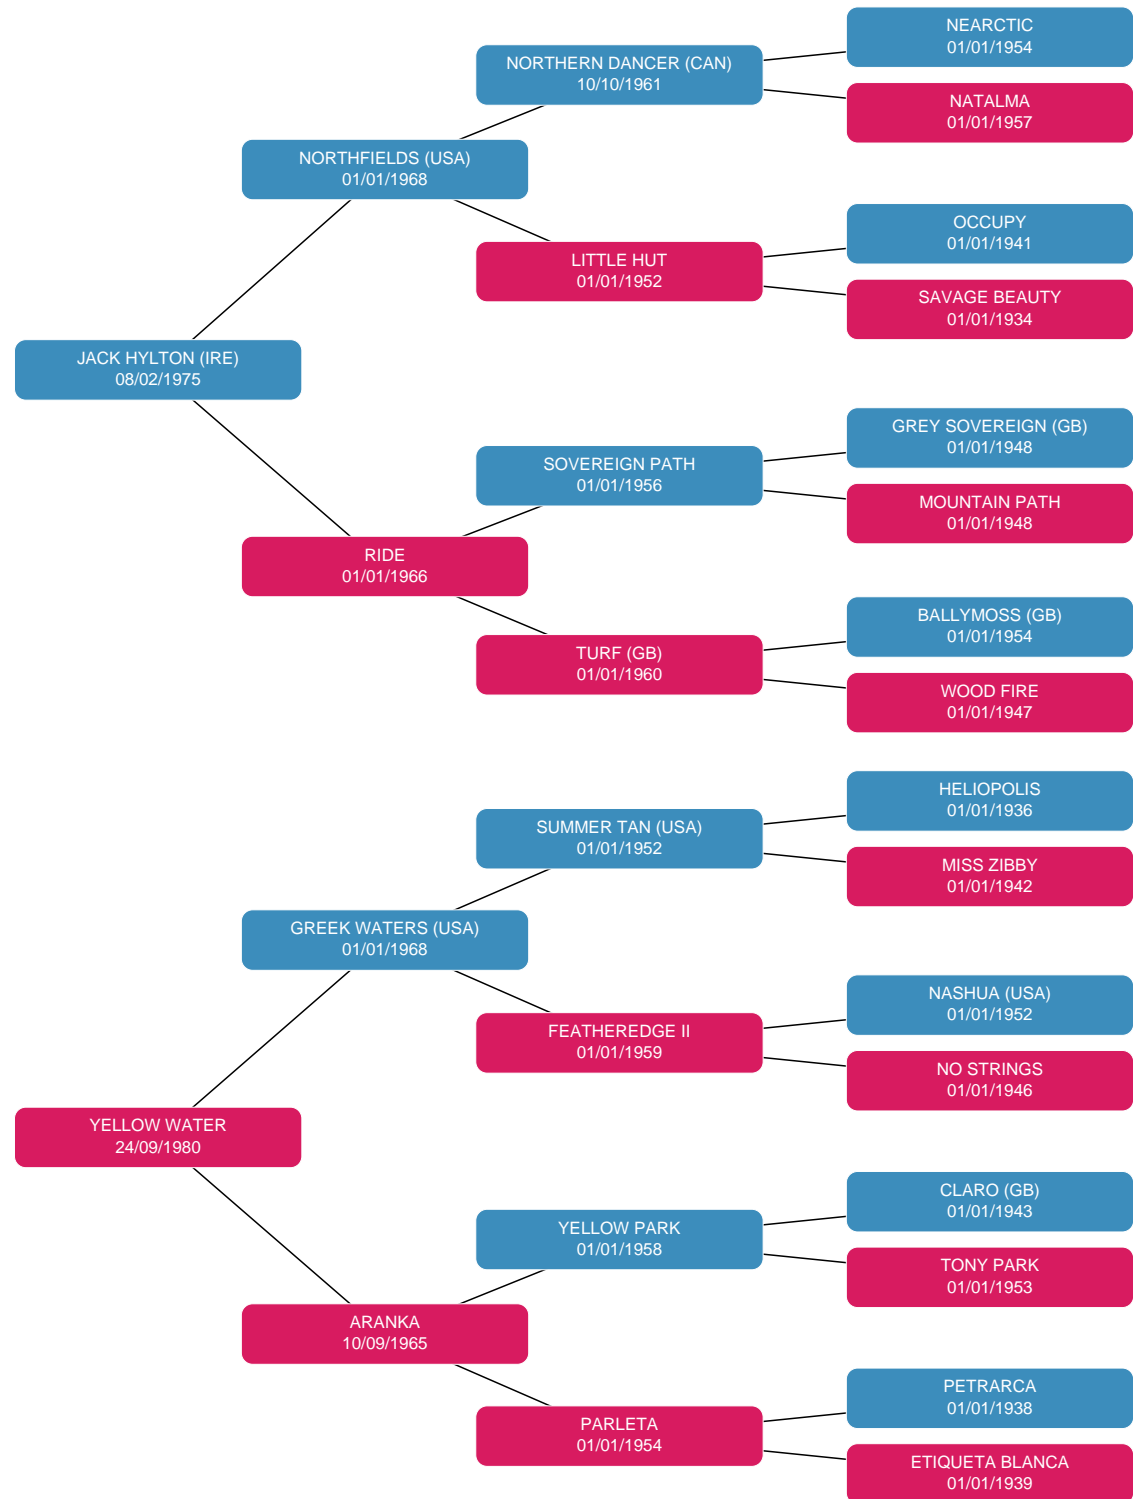 NEARCTIC
01/01/1954
NORTHERN DANCER (CAN)
10/10/1961
NATALMA
01/01/1957
NORTHFIELDS (USA)
01/01/1968
OCCUPY
01/01/1941
LITTLE HUT
01/01/1952
SAVAGE BEAUTY
01/01/1934
JACK HYLTON (IRE)
08/02/1975
GREY SOVEREIGN (GB)
01/01/1948
SOVEREIGN PATH
01/01/1956
MOUNTAIN PATH
01/01/1948
RIDE
01/01/1966
BALLYMOSS (GB)
01/01/1954
TURF (GB)
01/01/1960
WOOD FIRE
01/01/1947
HELIOPOLIS
01/01/1936
SUMMER TAN (USA)
01/01/1952
MISS ZIBBY
01/01/1942
GREEK WATERS (USA)
01/01/1968
NASHUA (USA)
01/01/1952
FEATHEREDGE II
01/01/1959
NO STRINGS
01/01/1946
YELLOW WATER
24/09/1980
CLARO (GB)
01/01/1943
YELLOW PARK
01/01/1958
TONY PARK
01/01/1953
ARANKA
10/09/1965
PETRARCA
01/01/1938
PARLETA
01/01/1954
ETIQUETA BLANCA
01/01/1939